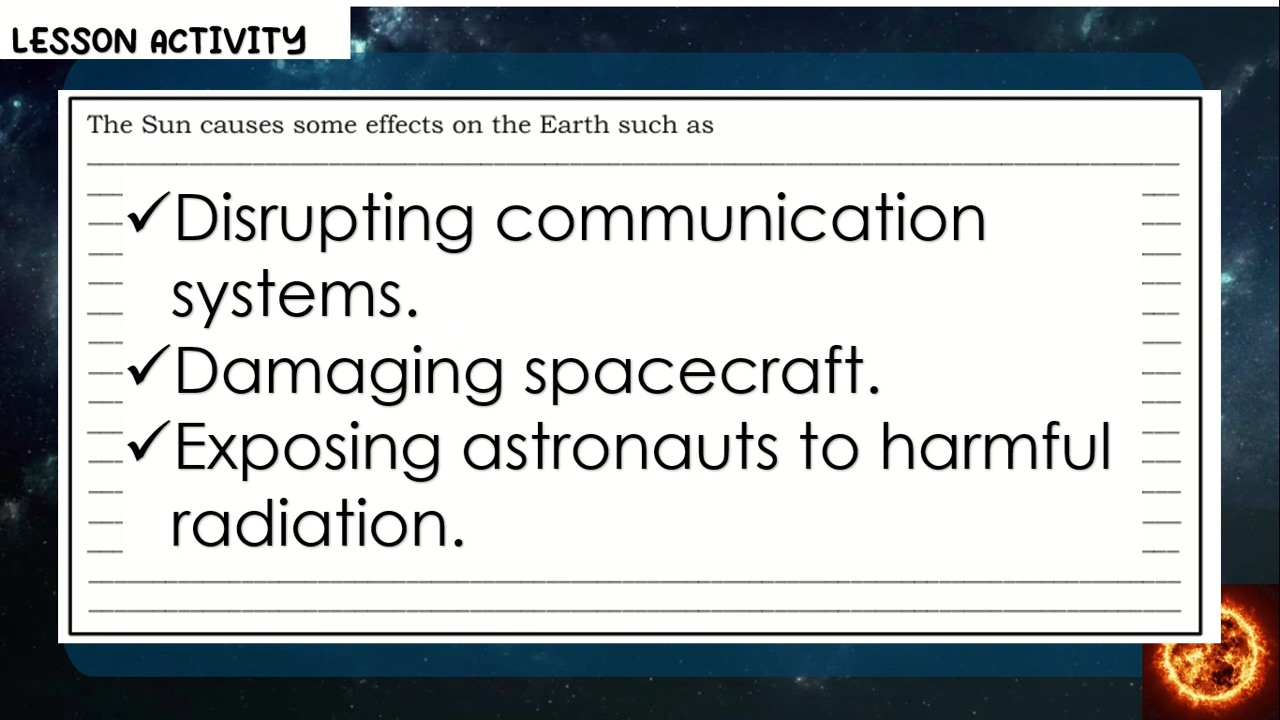 LESSON ACTIVITY
The Sun causes some effects on the Earth such as
✓Disrupting communication
systems.
✓Damaging spacecraft.
✓Exposing astronauts to harmful
radiation.